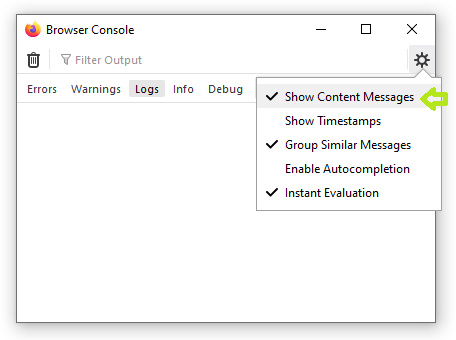 Browser Console
Filter Output
Errors Warnings Logs Info Debug
Show Content Messages
Show Timestamps
Group Similar Messages
Enable Autocompletion
Instant Evaluation